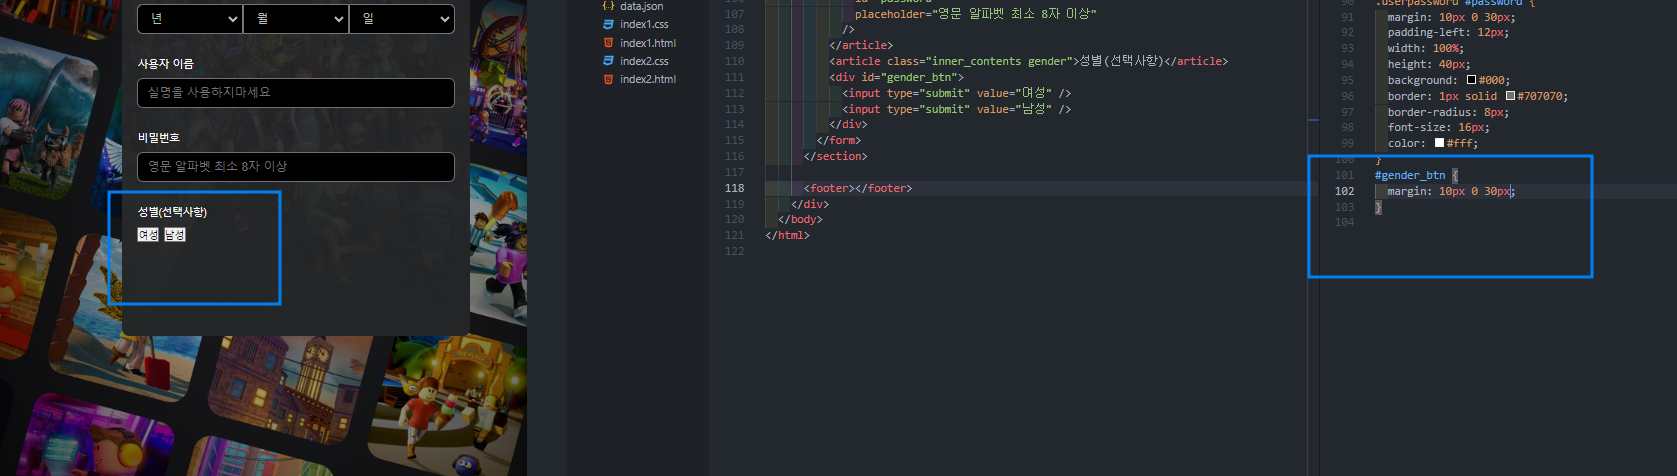 년 월 일
사용자 이름
실명을 사용하지마세요
비밀번호
영문 알파벳 최소 8자 이상
성별(선택사항)
여성 남성
data.json
index1.css
index1.html
index2.css
index2.html
107 placeholder="영문 알파벳 최소 8자 이상"
108 />
109 </article>
110 <article class="inner_contents gender">성별(선택사항)</article>
111 <div id="gender_btn">
112 <input type="submit" value="여성" />
113 <input type="submit" value="남성" />
114 </div>
115 </form>
116 </section>
117
118 <footer></footer>
119 </div>
120 </body>
121 </html>
122
90 .userpassword #password {
91 margin: 10px 0 30px;
92 padding-left: 12px;
93 width: 100%;
94 height: 40px;
95 background: #000;
96 border: 1px solid #707070;
97 border-radius: 8px;
98 font-size: 16px;
99 color: #fff;
100 }
101 #gender_btn {
102 margin: 10px 0 30px;
103 }
104